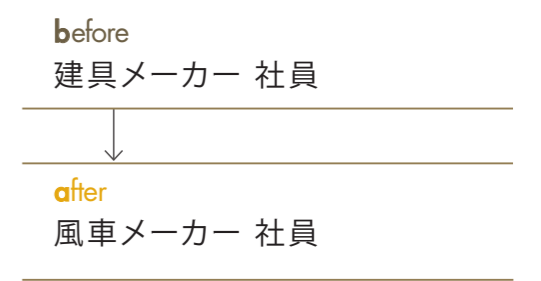 before
建具メーカー 社員
after
風車メーカー 社員